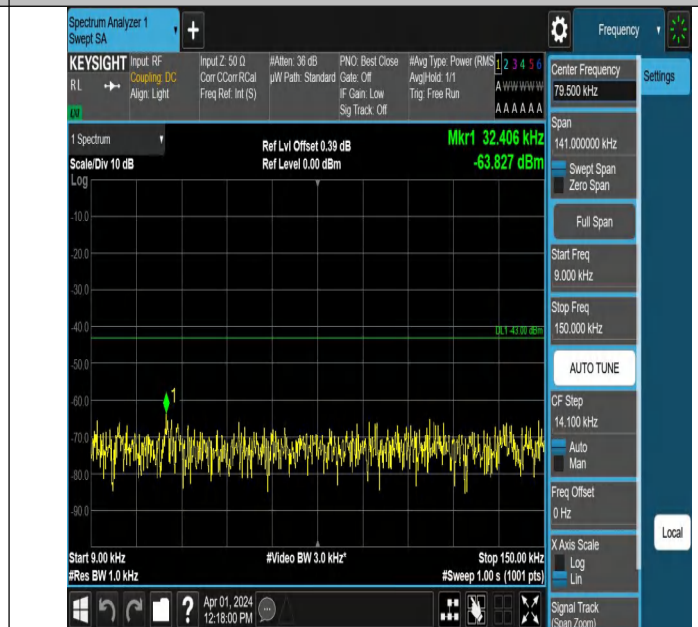 Spectrum Analyzer 1
Swept SA
+
Frequency
KEYSIGHT
RL
Input: RF
Coupling: DC
Align: Light
Input Z: 50 Ω
Corr CCorr RCal
Freq Ref: Int (S)
#Atten: 36 dB
µW Path: Standard
PNO: Best Close
Gate: Off
IF Gain: Low
Sig Track: Off
#Avg Type: Power (RMS
Avg|Hold: 1/1
Trig: Free Run
1 2 3 4 5 6
A W W W W W
A A A A A A
1 Spectrum
Scale/Div 10 dB
Log
Ref Lvl Offset 0.39 dB
Ref Level 0.00 dBm
Mkr1 32.406 kHz
-63.827 dBm
-10.0
-20.0
-30.0
-40.0
DL1 -43.00 dBm
-50.0
-60.0
1
-70.0
-80.0
-90.0
Start 9.00 kHz
#Video BW 3.0 kHz*
Stop 150.00 kHz
#Res BW 1.0 kHz
#Sweep 1.00 s (1001 pts)
?
Apr 01, 2024
12:18:00 PM
Center Frequency
79.500 kHz
Settings
Span
141.000000 kHz
Swept Span
Zero Span
Full Span
Start Freq
9.000 kHz
Stop Freq
150.000 kHz
AUTO TUNE
CF Step
14.100 kHz
Auto
Man
Freq Offset
0 Hz
Local
X Axis Scale
Log
Lin
Signal Track
(Span Zoom)